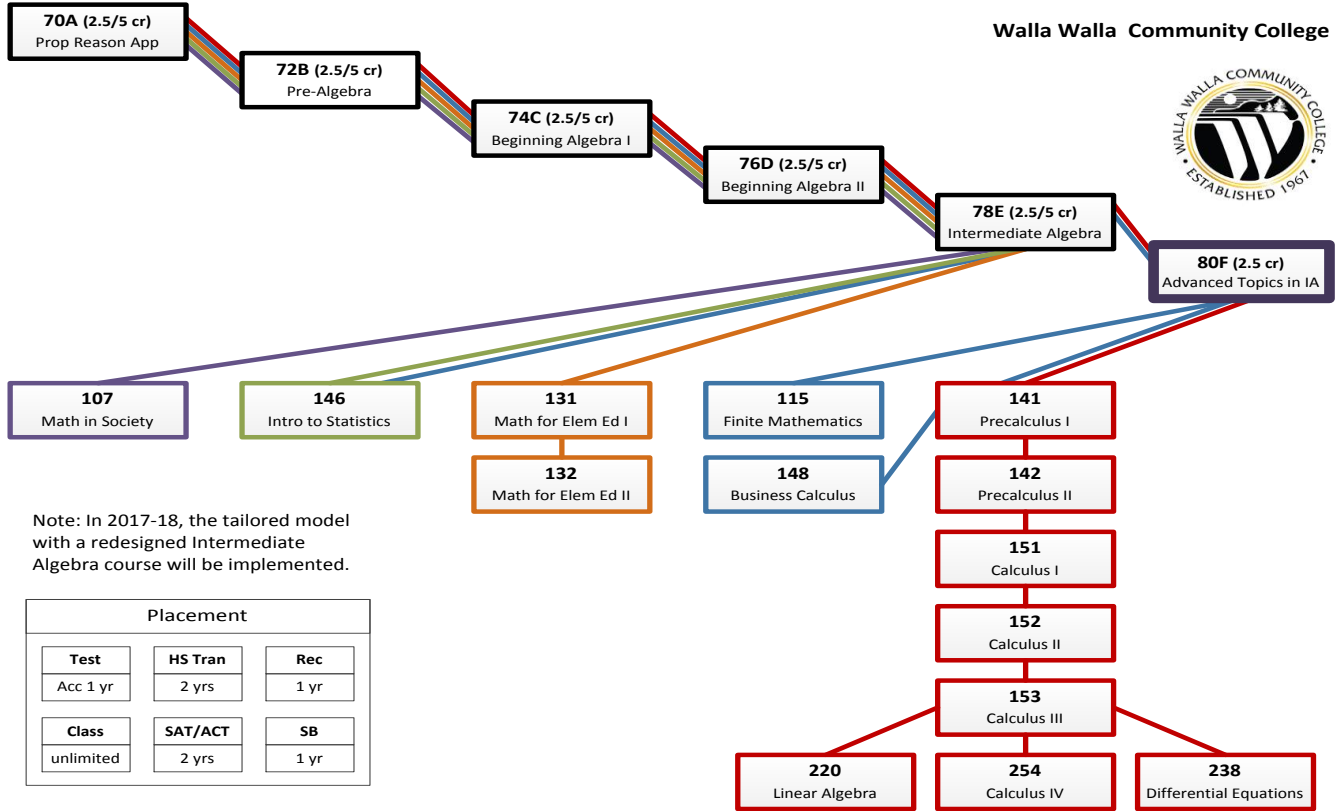 70A (2.5/5 cr)
Prop Reason App
Walla Walla Community College
72B (2.5/5 cr)
Pre-Algebra
WALLA WALLA COMMUNITY COLLEGE
• ESTABLISHED 1967 •
74C (2.5/5 cr)
Beginning Algebra I
76D (2.5/5 cr)
Beginning Algebra II
78E (2.5/5 cr)
Intermediate Algebra
80F (2.5 cr)
Advanced Topics in IA
107
Math in Society
146
Intro to Statistics
131
Math for Elem Ed I
115
Finite Mathematics
141
Precalculus I
132
Math for Elem Ed II
148
Business Calculus
142
Precalculus II
Note: In 2017-18, the tailored model
with a redesigned Intermediate
Algebra course will be implemented.
151
Calculus I
152
Calculus II
153
Calculus III
220
Linear Algebra
254
Calculus IV
238
Differential Equations
Placement
Test
Acc 1 yr
HS Tran
2 yrs
Rec
1 yr
Class
unlimited
SAT/ACT
2 yrs
SB
1 yr